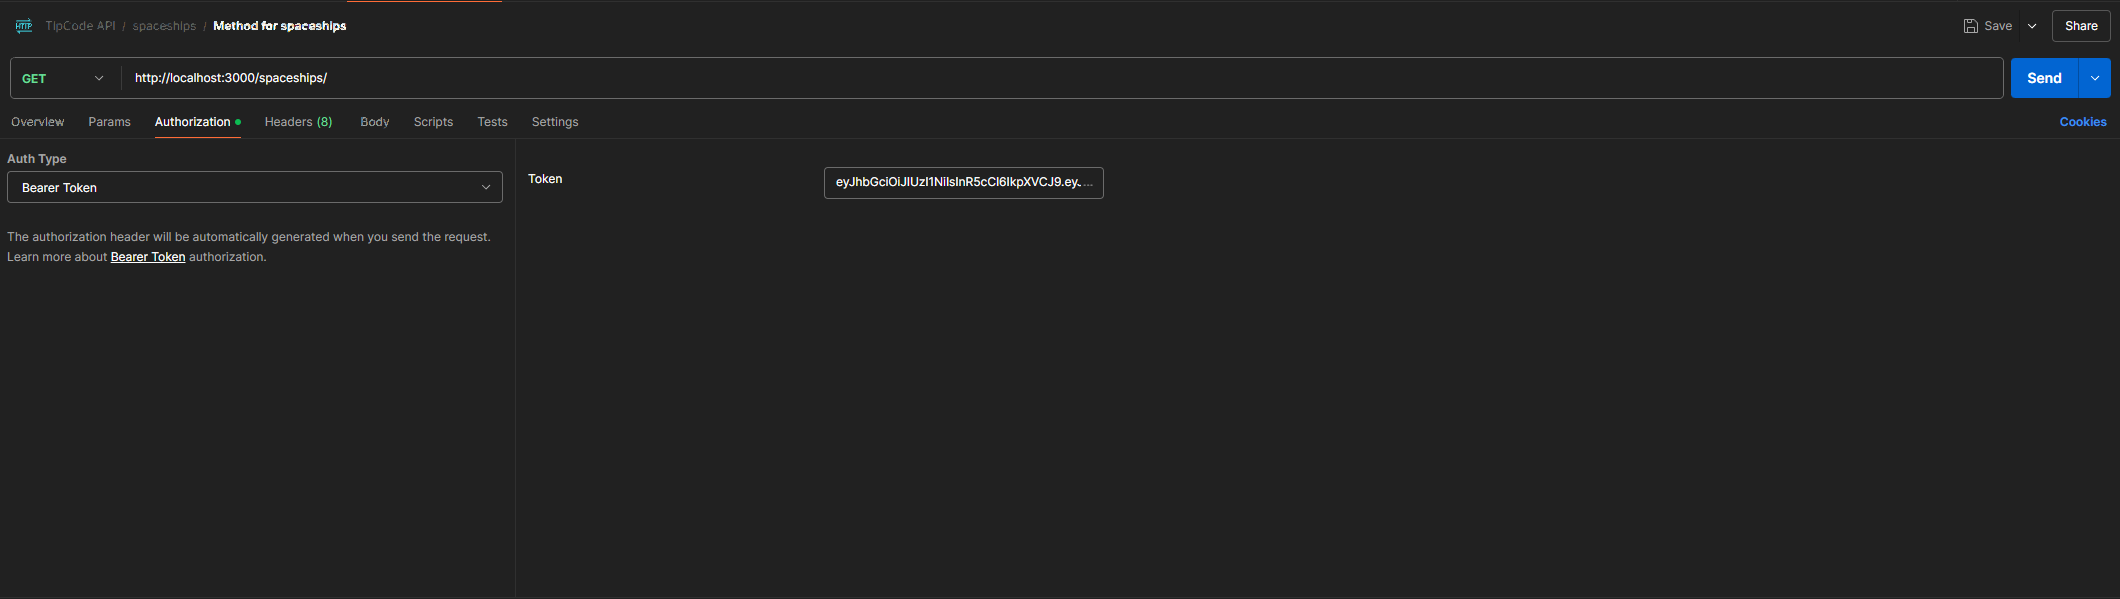 HTTP TipCode API / spaceships / Method for spaceships Save Share
GET http://localhost:3000/spaceships/ Send
Overview Params Authorization Headers (8) Body Scripts Tests Settings Cookies
Auth Type
Bearer Token
The authorization header will be automatically generated when you send the request.
Learn more about Bearer Token authorization.
Token eyJhbGciOiJIUzI1NiIsInR5cCI6IkpXVCJ9.eyJ...